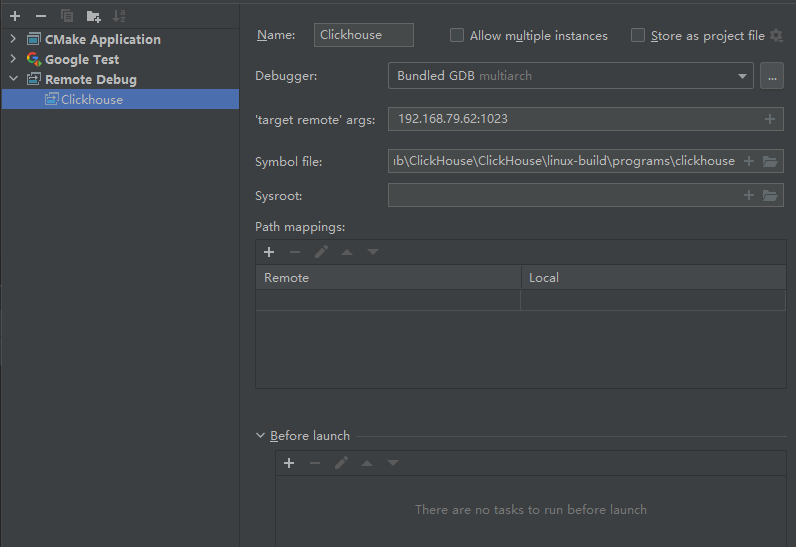 CMake Application
Google Test
Remote Debug
Clickhouse
Name: Clickhouse Allow multiple instances Store as project file
Debugger: Bundled GDB multiarch ...
'target remote' args: 192.168.79.62:1023
Symbol file: ıb\ClickHouse\ClickHouse\linux-build\programs\clickhouse
Sysroot:
Path mappings:
Remote Local
Before launch
There are no tasks to run before launch